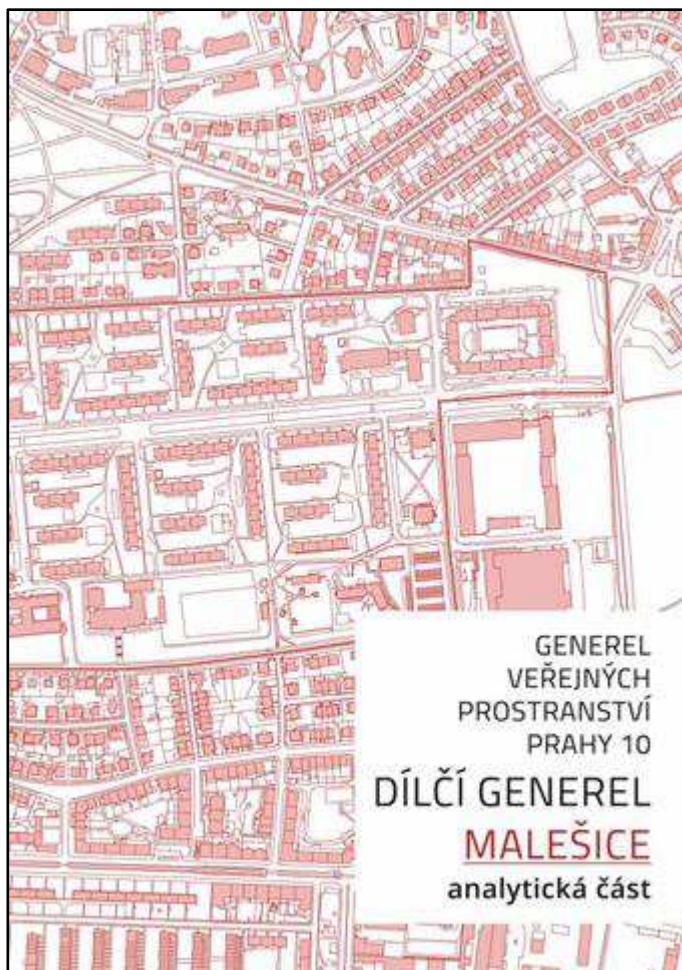 GENEREL
VEŘEJNÝCH
PROSTRANSTVÍ
PRAHY 10
DÍLČÍ GENEREL
MALEŠICE
analytická část